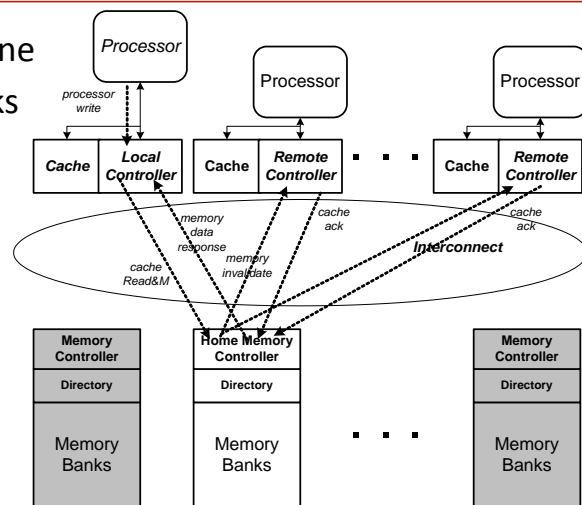 ne
ks
Processor
Processor
Processor
processor
write
Cache
Local
Controller
Cache
Remote
Controller
. . .
Cache
Remote
Controller
memory
data
response
cache
ack
cache
ack
Interconnect
cache
Read&M
memory
invalidate
Memory
Controller
Directory
Memory
Banks
Home Memory
Controller
Directory
Memory
Banks
. . .
Memory
Controller
Directory
Memory
Banks